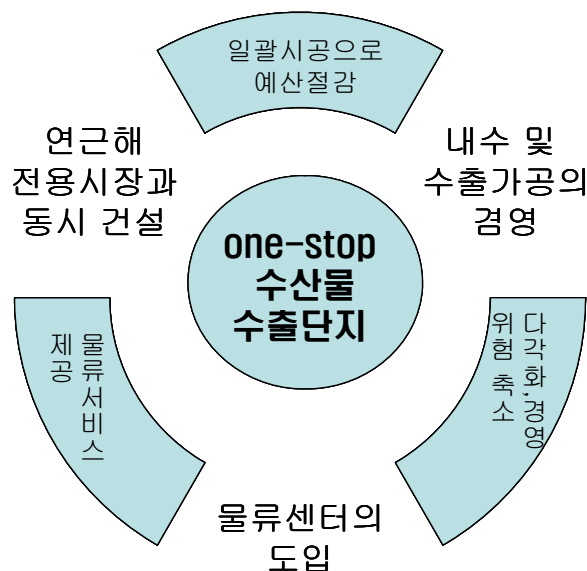 일괄시공으로
예산절감
연근해
전용시장과
동시 건설
내수 및
수출가공의
겸영
one-stop
수산물
수출단지
물류서비스
제공
다각화,경영
위험 축소
물류센터의
도입